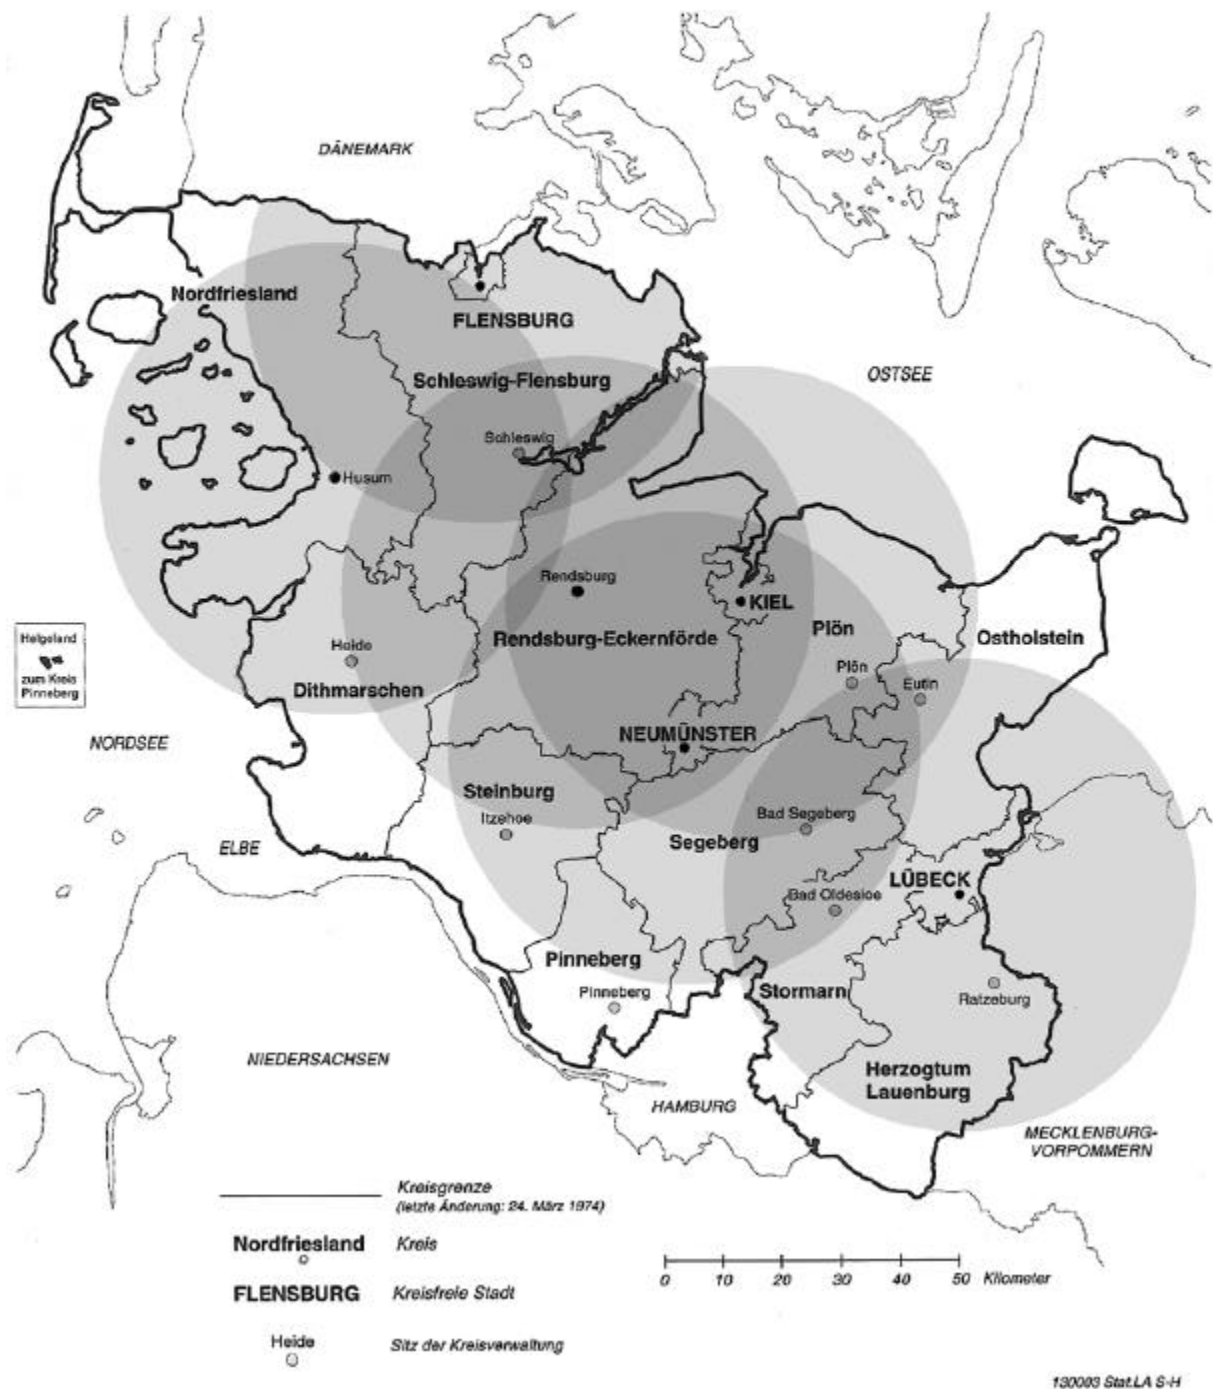 DÄNEMARK
Nordfriesland
FLENSBURG
Schleswig-Flensburg
OSTSEE
Schleswig
Husum
Rendsburg
KIEL
Rendsburg-Eckernförde
Plön
Ostholstein
Helgoland
zum Kreis
Pinneberg
Heide
Dithmarschen
Plön
Eutin
NORDSEE
NEUMÜNSTER
Steinburg
Itzehoe
Bad Segeberg
Segeberg
ELBE
LÜBECK
Bad Oldesloe
Pinneberg
Pinneberg
Stormarn
Ratzeburg
NIEDERSACHSEN
Herzogtum
Lauenburg
HAMBURG
MECKLENBURG-
VORPOMMERN
Kreisgrenze
(letzte Änderung: 24. März 1974)
Nordfriesland Kreis
0 10 20 30 40 50 Kilometer
FLENSBURG Kreisfreie Stadt
Heide Sitz der Kreisverwaltung
130093 Stat.LA S-H